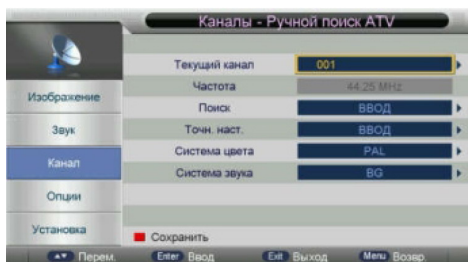 Каналы - Ручной поиск ATV
Текущий канал 001
Частота 44.25 MHz
Поиск ВВОД
Точн. наст. ВВОД
Система цвета PAL
Система звука BG
Изображение
Звук
Канал
Опции
Установка
Сохранить
Перем. Enter Ввод Exit Выход Menu Возвр.